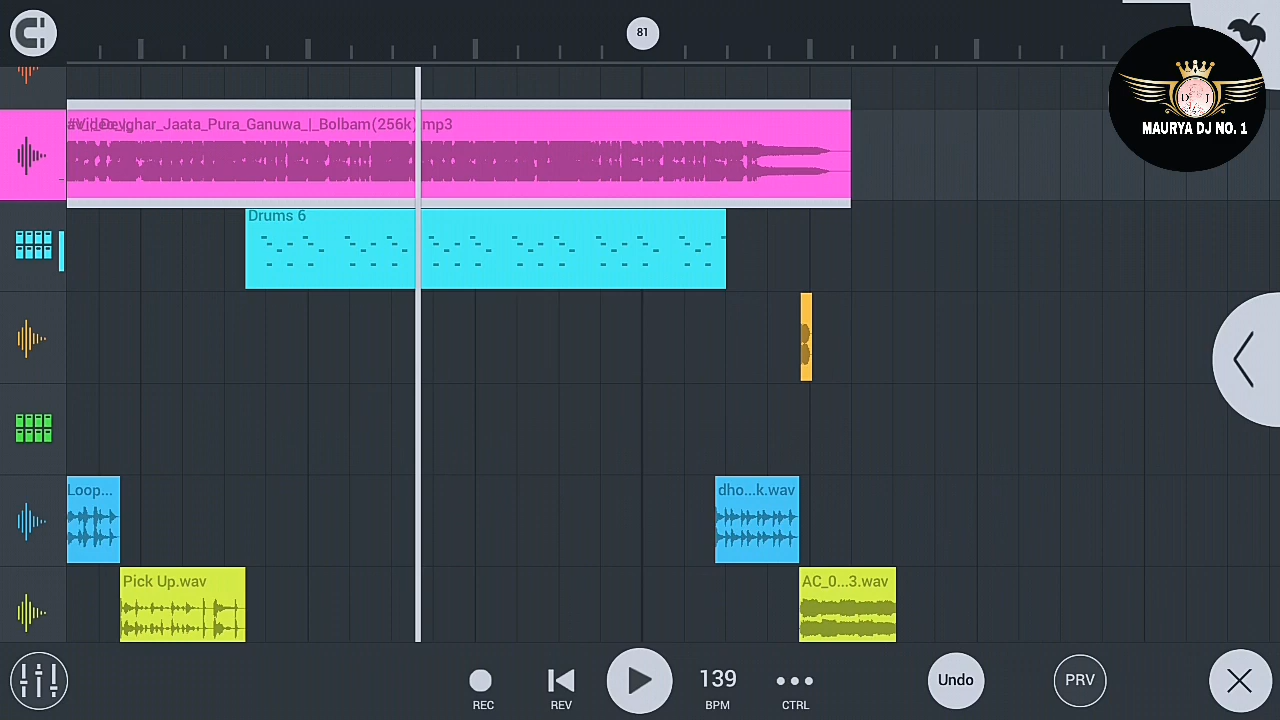 81
D J
MAURYA DJ NO. 1
Deoghar_Jaata_Pura_Ganuwa_|_Bolbam(256k).mp3
Drums 6
Loop...
dho...k.wav
Pick Up.wav
AC_0...3.wav
REC
REV
139
BPM
CTRL
Undo
PRV